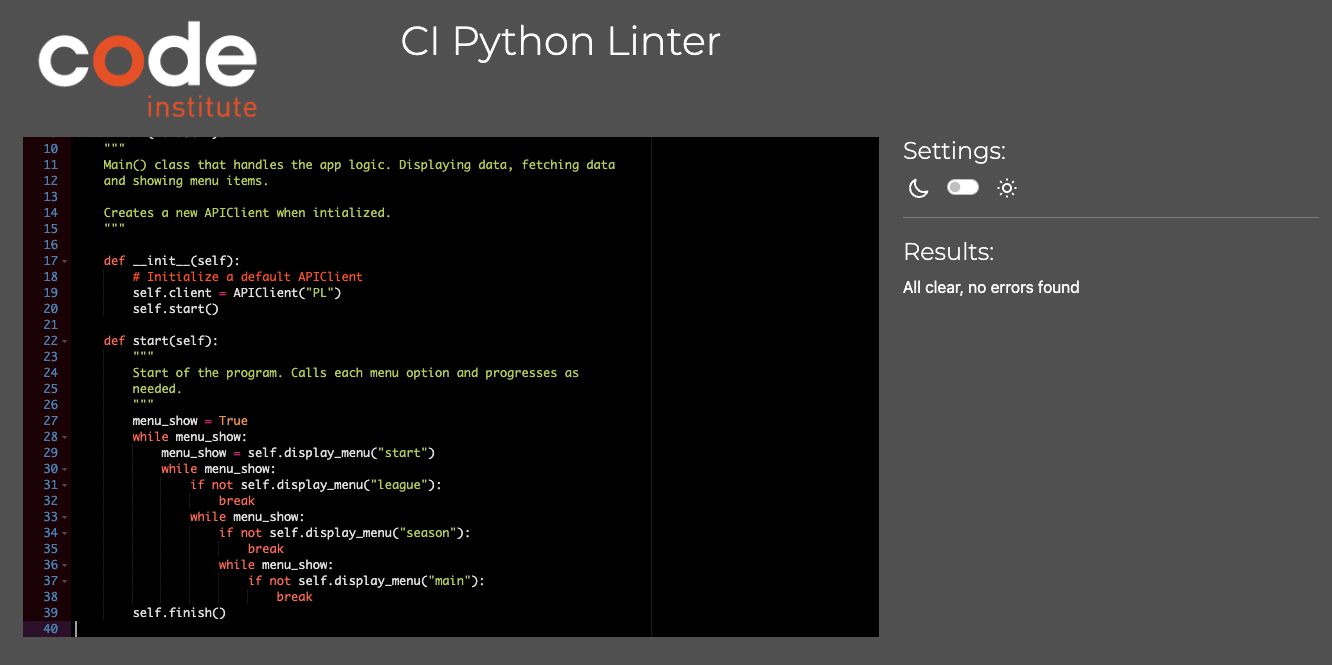 code
institute
CI Python Linter
10 """
11 Main() class that handles the app logic. Displaying data, fetching data
12 and showing menu items.
13
14 Creates a new APIClient when intialized.
15 """
16
17 def __init__(self):
18 # Initialize a default APIClient
19 self.client = APIClient("PL")
20 self.start()
21
22 def start(self):
23 """
24 Start of the program. Calls each menu option and progresses as
25 needed.
26 """
27 menu_show = True
28 while menu_show:
29 menu_show = self.display_menu("start")
30 while menu_show:
31 if not self.display_menu("league"):
32 break
33 while menu_show:
34 if not self.display_menu("season"):
35 break
36 while menu_show:
37 if not self.display_menu("main"):
38 break
39 self.finish()
40
Settings:
Results:
All clear, no errors found